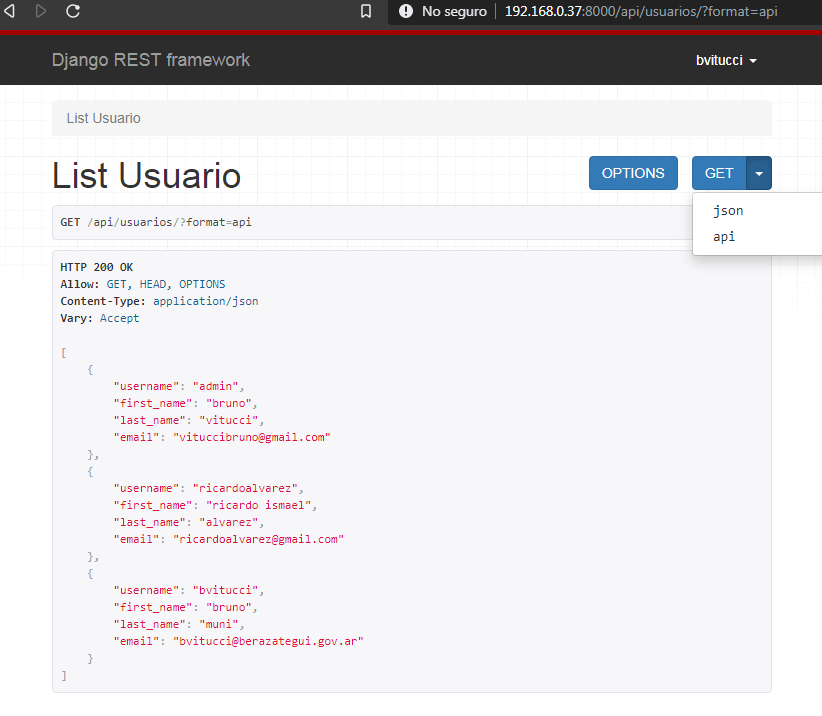 No seguro 192.168.0.37:8000/api/usuarios/?format=api
Django REST framework
bvitucci
List Usuario
List Usuario
OPTIONS
GET
json
api
GET /api/usuarios/?format=api
HTTP 200 OK
Allow: GET, HEAD, OPTIONS
Content-Type: application/json
Vary: Accept
[
    {
        "username": "admin",
        "first_name": "bruno",
        "last_name": "vitucci",
        "email": "vituccibruno@gmail.com"
    },
    {
        "username": "ricardoalvarez",
        "first_name": "ricardo ismael",
        "last_name": "alvarez",
        "email": "ricardoalvarez@gmail.com"
    },
    {
        "username": "bvitucci",
        "first_name": "bruno",
        "last_name": "muni",
        "email": "bvitucci@berazategui.gov.ar"
    }
]